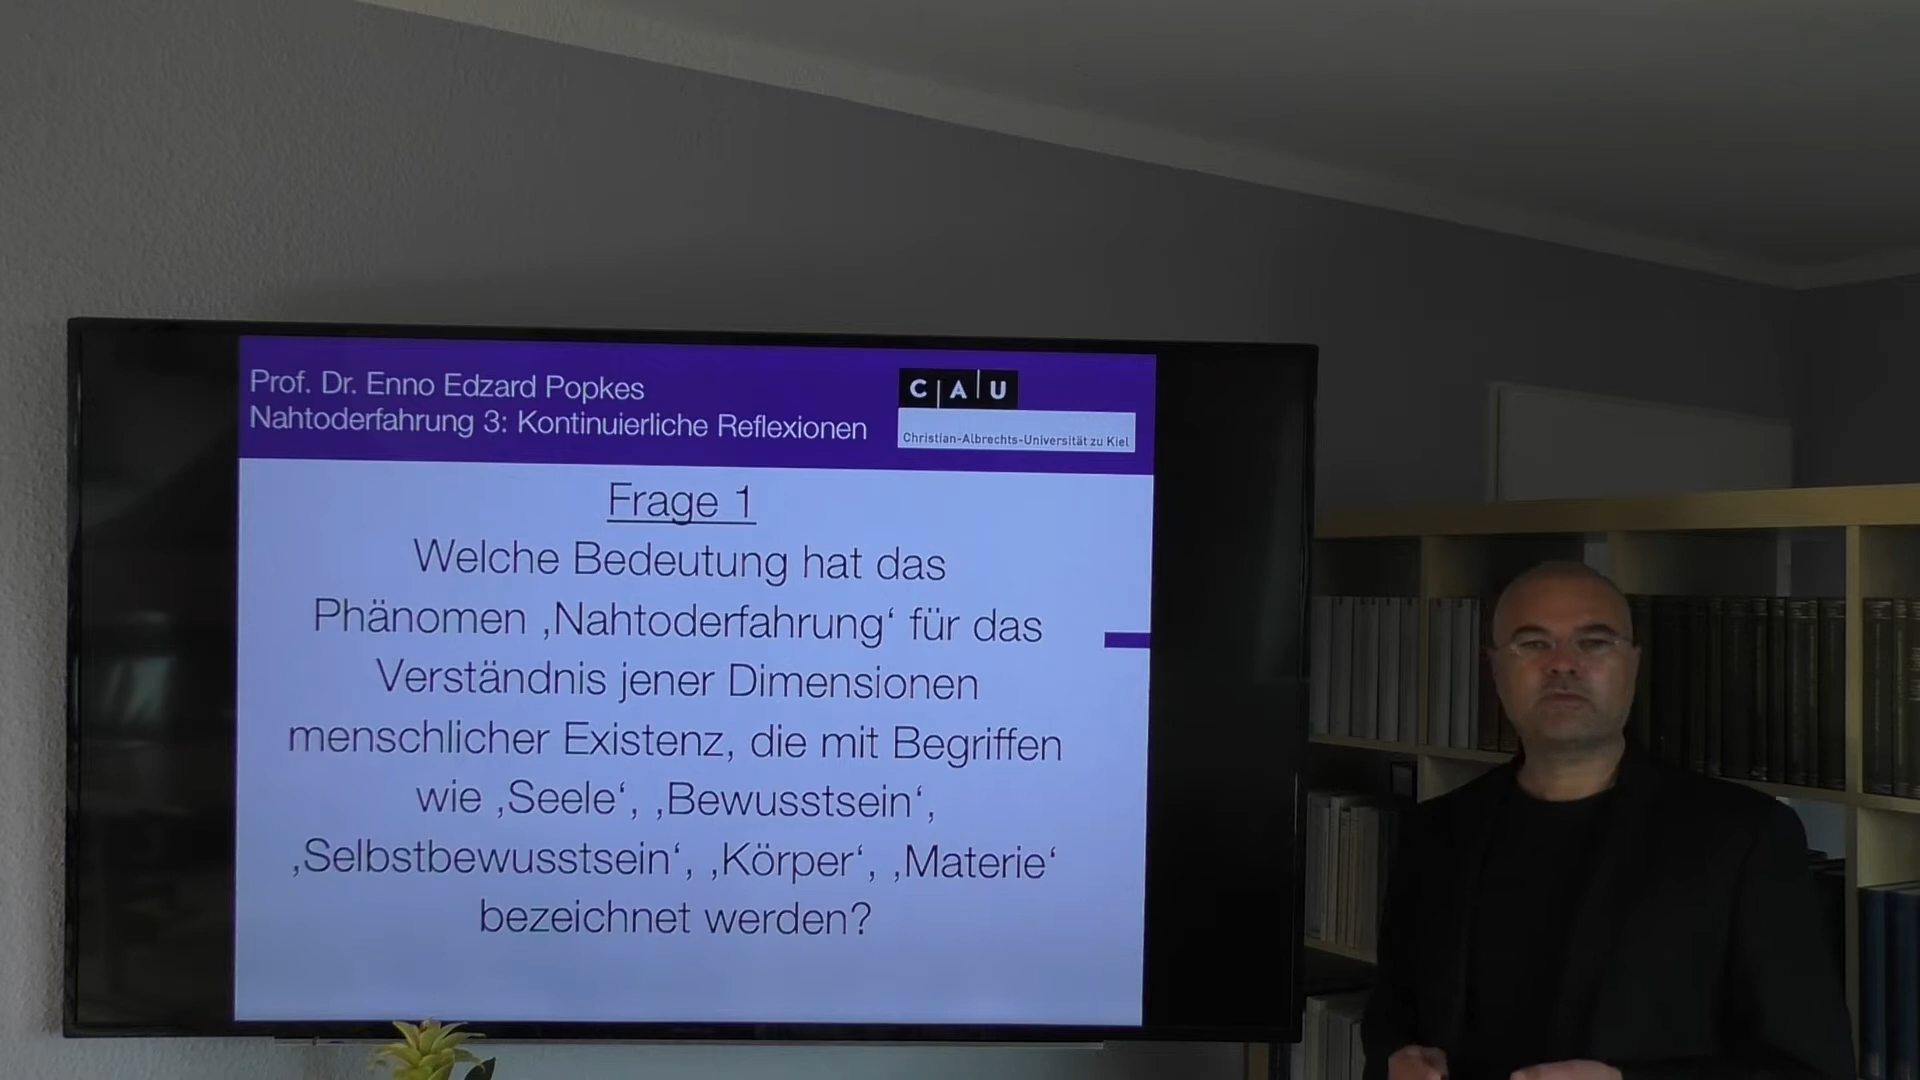 Prof. Dr. Enno Edzard Popkes
Nahtoderfahrung 3: Kontinuierliche Reflexionen
C A U
Christian-Albrechts-Universität zu Kiel
Frage 1
Welche Bedeutung hat das
Phänomen ‚Nahtoderfahrung‘ für das
Verständnis jener Dimensionen
menschlicher Existenz, die mit Begriffen
wie ‚Seele‘, ‚Bewusstsein‘,
‚Selbstbewusstsein‘, ‚Körper‘, ‚Materie‘
bezeichnet werden?